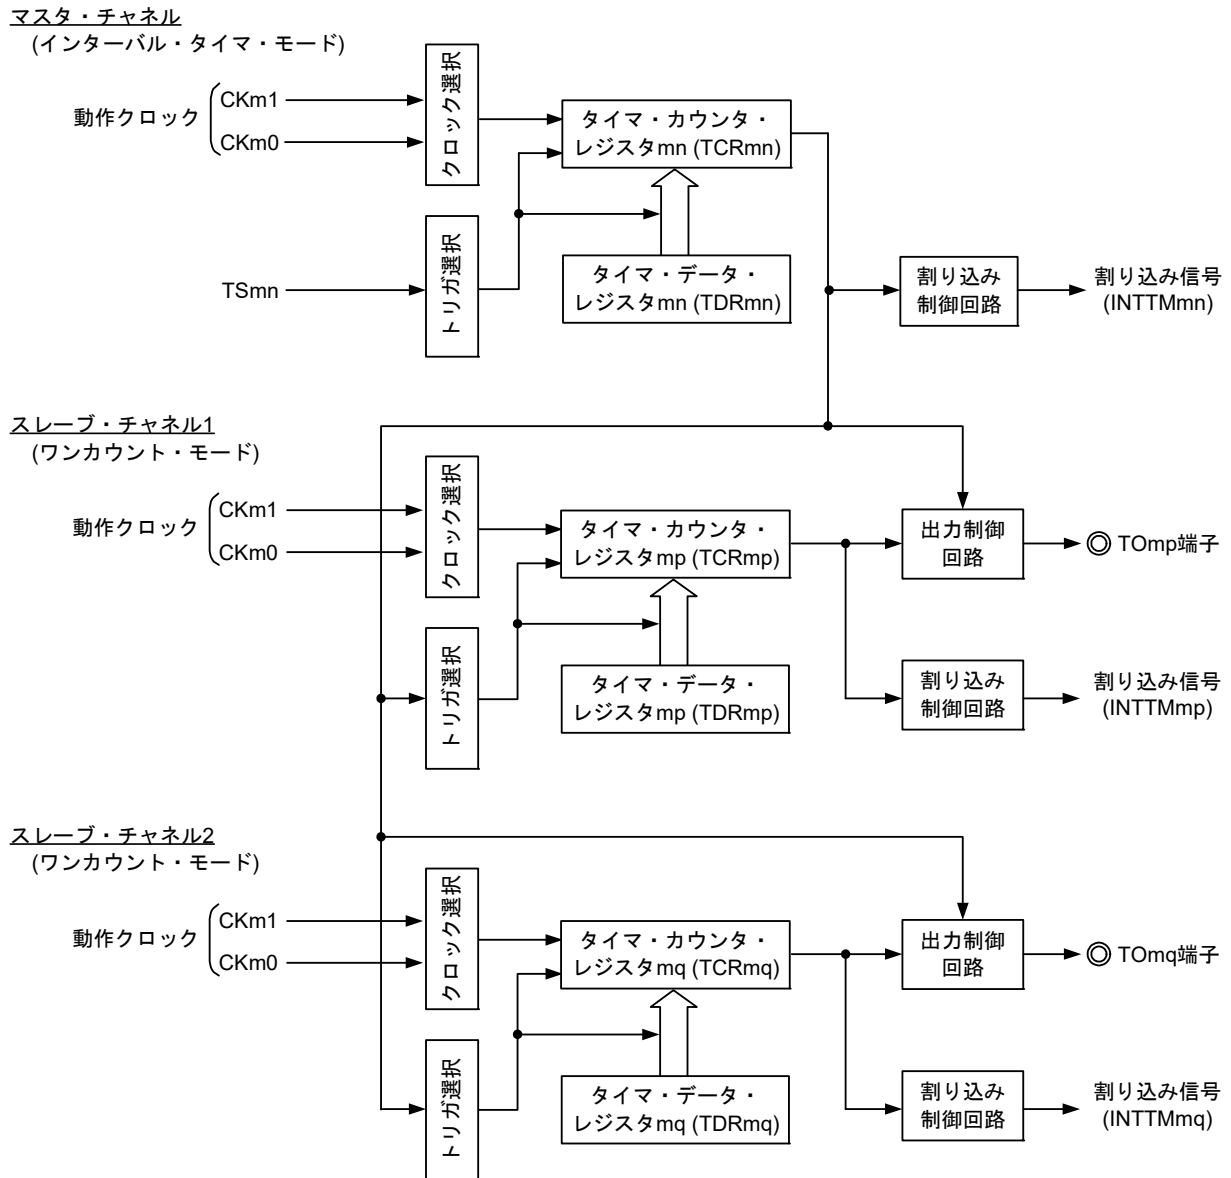 マスタ・チャネル
(インターバル・タイマ・モード)
動作クロック
CKm1
CKm0
クロック選択
タイマ・カウンタ・
レジスタmn (TCRmn)
TSmn
トリガ選択
タイマ・データ・
レジスタmn (TDRmn)
割り込み
制御回路
割り込み信号
(INTTMmn)
スレーブ・チャネル1
(ワンカウント・モード)
動作クロック
CKm1
CKm0
クロック選択
タイマ・カウンタ・
レジスタmp (TCRmp)
出力制御
回路
TOmp端子
トリガ選択
タイマ・データ・
レジスタmp (TDRmp)
割り込み
制御回路
割り込み信号
(INTTMmp)
スレーブ・チャネル2
(ワンカウント・モード)
動作クロック
CKm1
CKm0
クロック選択
タイマ・カウンタ・
レジスタmq (TCRmq)
出力制御
回路
TOmq端子
トリガ選択
タイマ・データ・
レジスタmq (TDRmq)
割り込み
制御回路
割り込み信号
(INTTMmq)